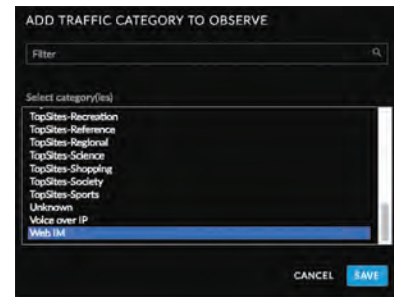 ADD TRAFFIC CATEGORY TO OBSERVE
Filter
Select category(ies)
TopSites-Recreation
TopSites-Reference
TopSites-Regional
TopSites-Science
TopSites-Shopping
TopSites-Society
TopSites-Sports
Unknown
Voice over IP
Web IM
CANCEL SAVE